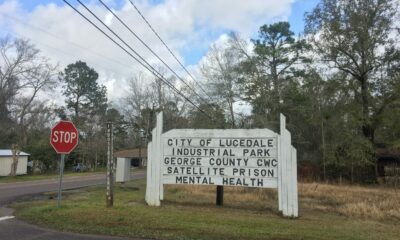 STOP
CITY OF LUCEDALE
INDUSTRIAL PARK
GEORGE COUNTY CWC
SATELLITE PRISON
MENTAL HEALTH